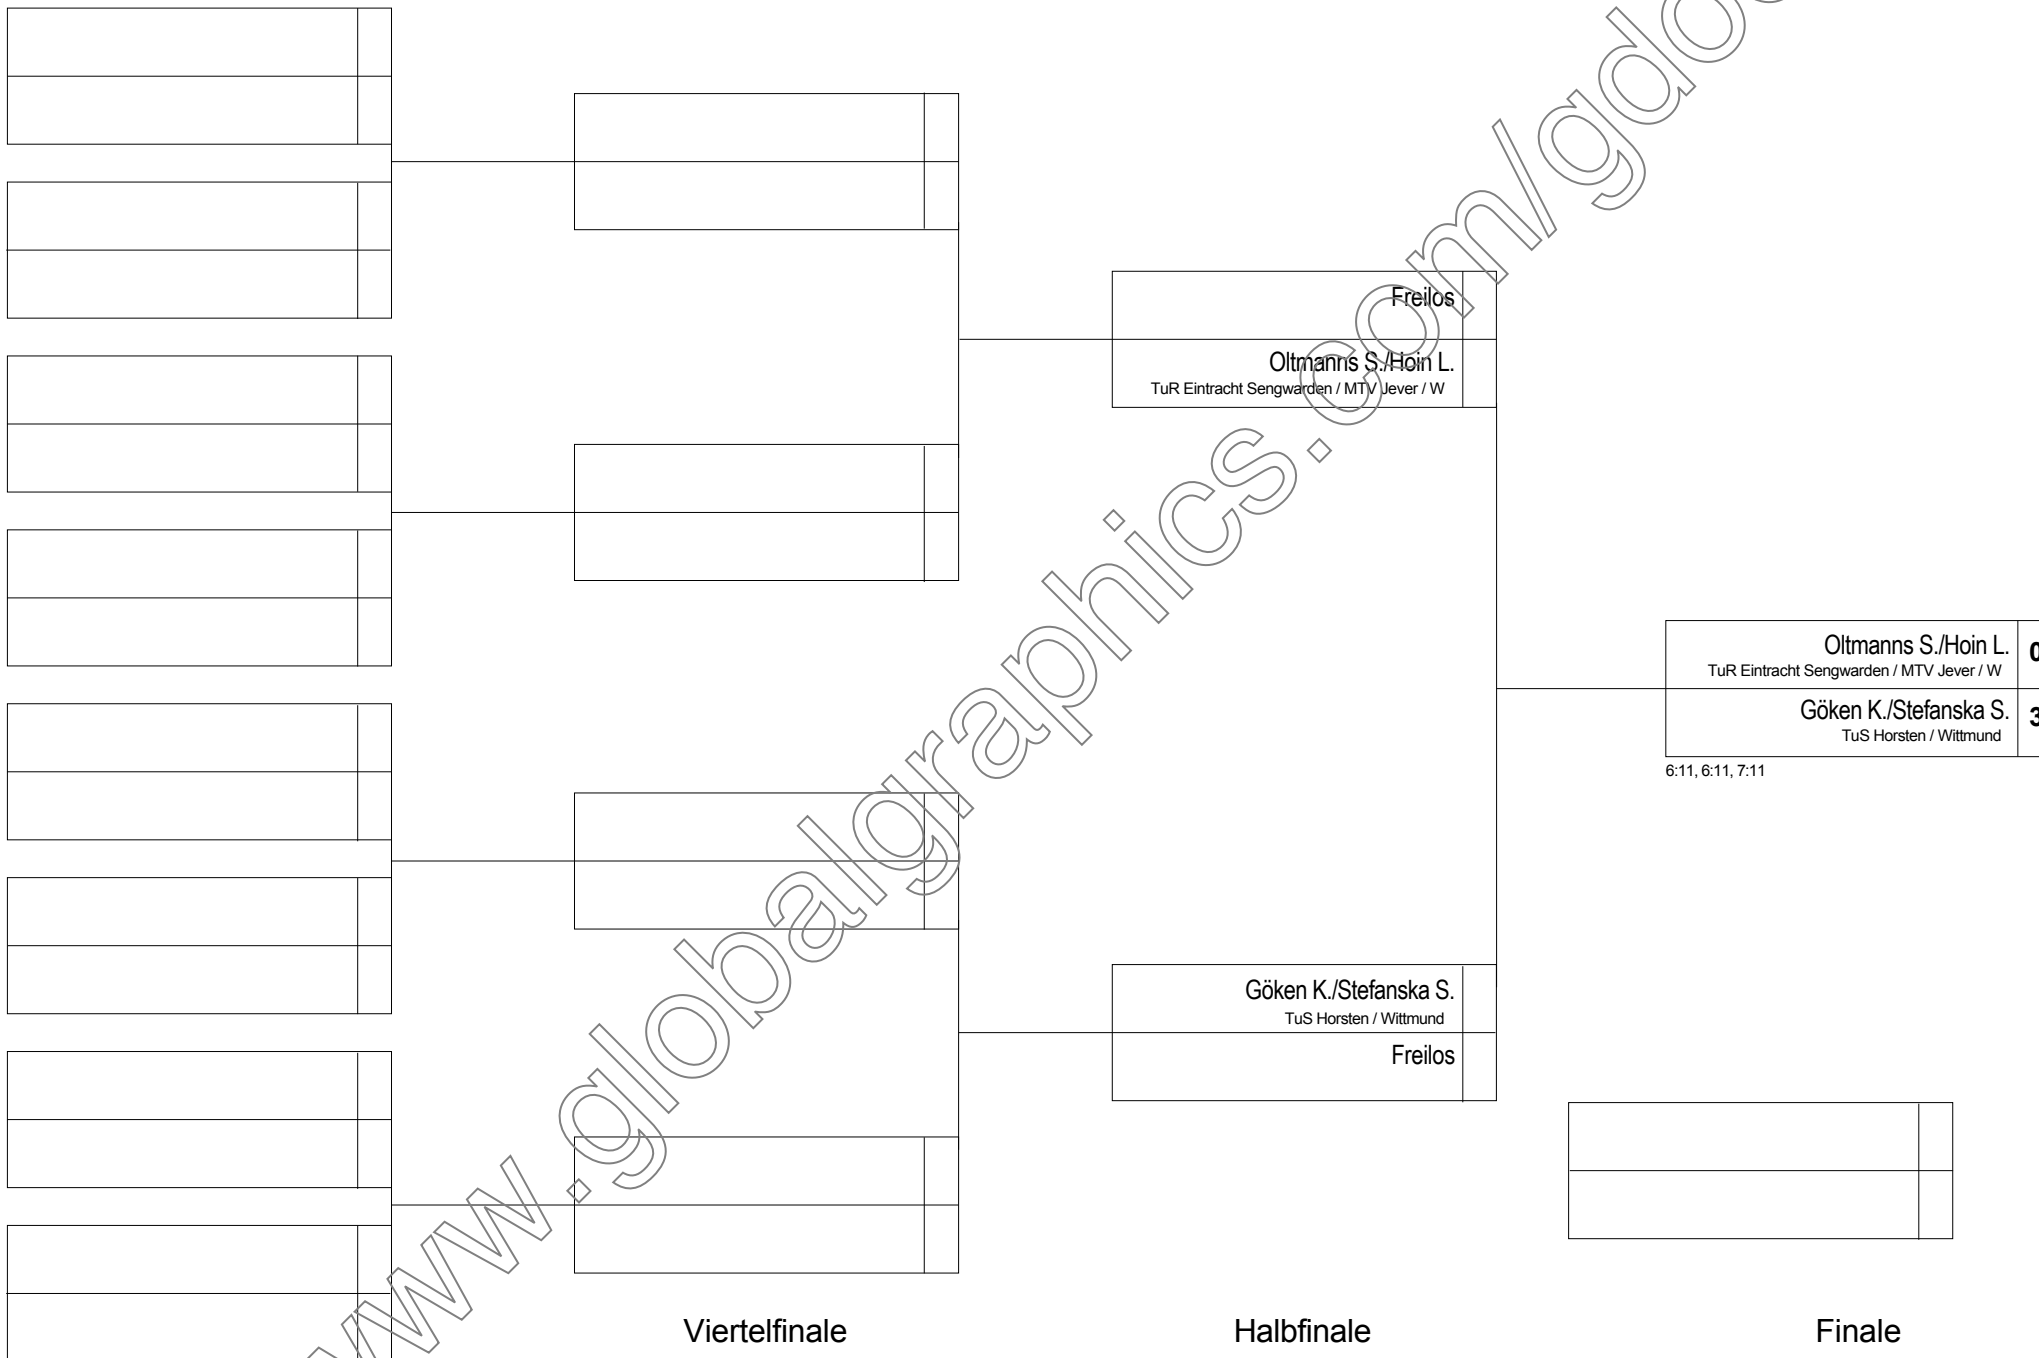 Freilos
Oltmanns S./Hoin L.
TuR Eintracht Sengwarden / MTV Jever / W
Oltmanns S./Hoin L.
0
TuR Eintracht Sengwarden / MTV Jever / W
Göken K./Stefanska S.
3
TuS Horsten / Wittmund
6:11, 6:11, 7:11
Göken K./Stefanska S.
TuS Horsten / Wittmund
Freilos
Viertelfinale
Halbfinale
Finale
www.globalgraphics.com/gdo